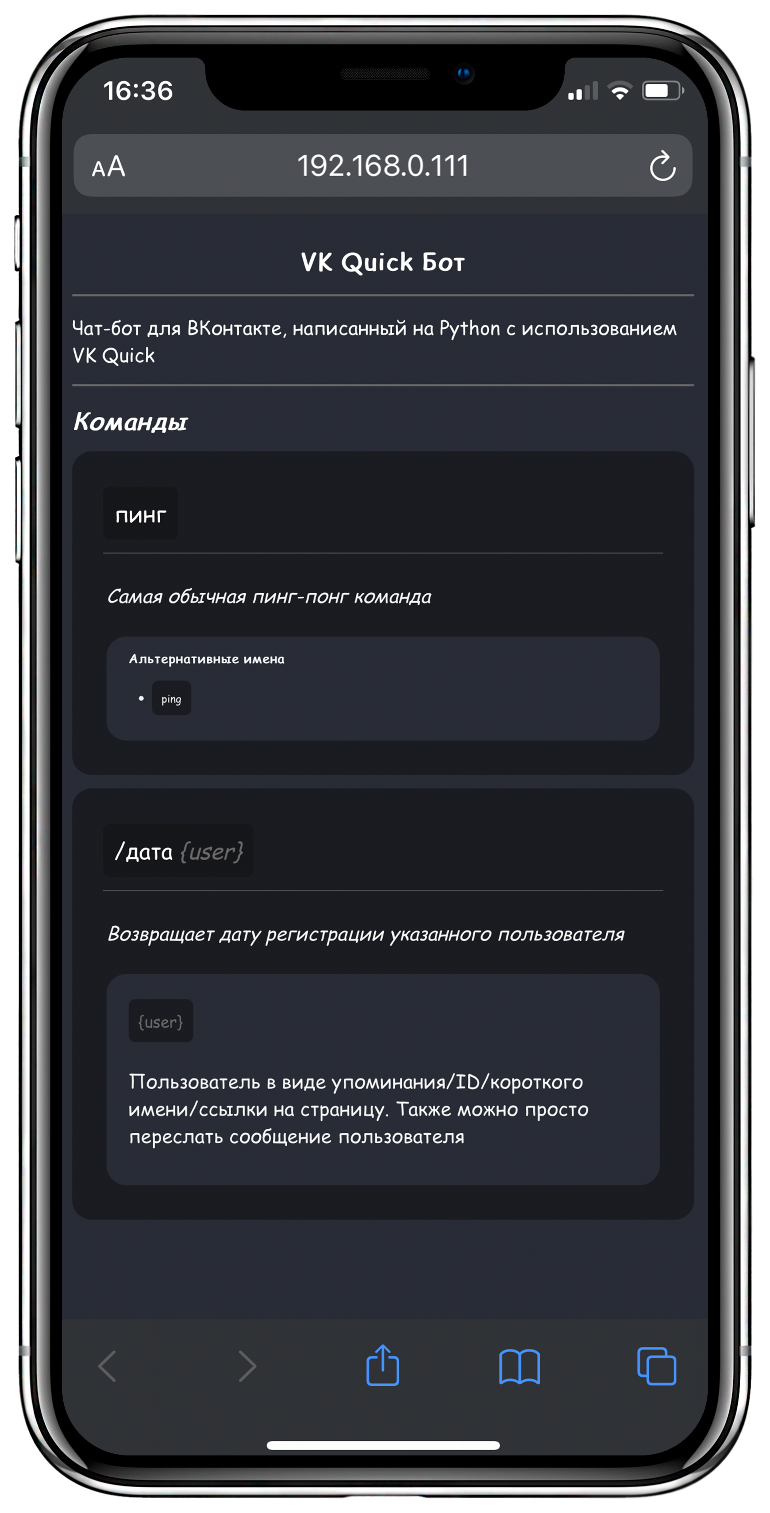 16:36
AA
192.168.0.111
VK Quick Бот
Чат-бот для ВКонтакте, написанный на Python с использованием
VK Quick
Команды
пинг
Самая обычная пинг-понг команда
Альтернативные имена
• ping
/дата {user}
Возвращает дату регистрации указанного пользователя
{user}
Пользователь в виде упоминания/ID/короткого
имени/ссылки на страницу. Также можно просто
переслать сообщение пользователя